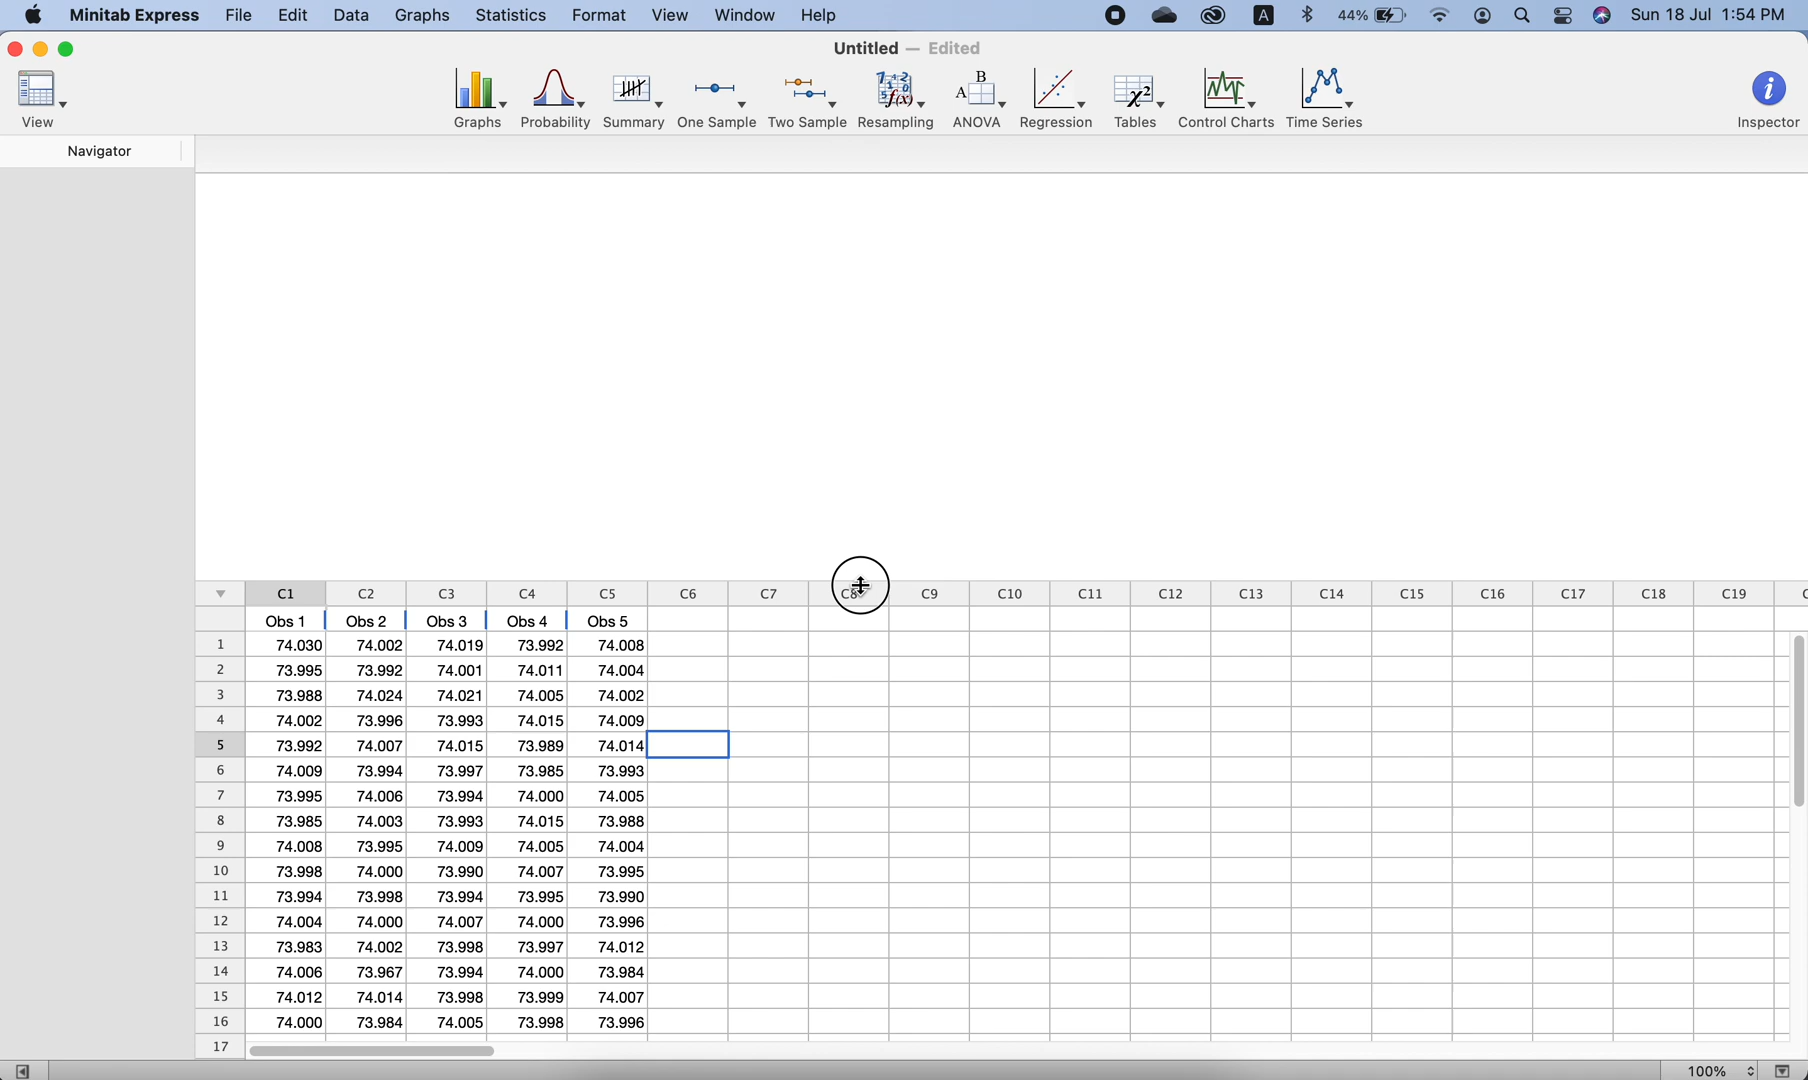 Minitab Express File Edit Data Graphs Statistics Format View Window Help A 44% Sun 18 Jul 1:54 PM
Untitled — Edited
View Graphs Probability Summary One Sample Two Sample Resampling ANOVA Regression Tables Control Charts Time Series Inspector
Navigator
C1 C2 C3 C4 C5 C6 C7 C8 C9 C10 C11 C12 C13 C14 C15 C16 C17 C18 C19 C
Obs 1 Obs 2 Obs 3 Obs 4 Obs 5
1 74.030 74.002 74.019 73.992 74.008
2 73.995 73.992 74.001 74.011 74.004
3 73.988 74.024 74.021 74.005 74.002
4 74.002 73.996 73.993 74.015 74.009
5 73.992 74.007 74.015 73.989 74.014
6 74.009 73.994 73.997 73.985 73.993
7 73.995 74.006 73.994 74.000 74.005
8 73.985 74.003 73.993 74.015 73.988
9 74.008 73.995 74.009 74.005 74.004
10 73.998 74.000 73.990 74.007 73.995
11 73.994 73.998 73.994 73.995 73.990
12 74.004 74.000 74.007 74.000 73.996
13 73.983 74.002 73.998 73.997 74.012
14 74.006 73.967 73.994 74.000 73.984
15 74.012 74.014 73.998 73.999 74.007
16 74.000 73.984 74.005 73.998 73.996
17
100%